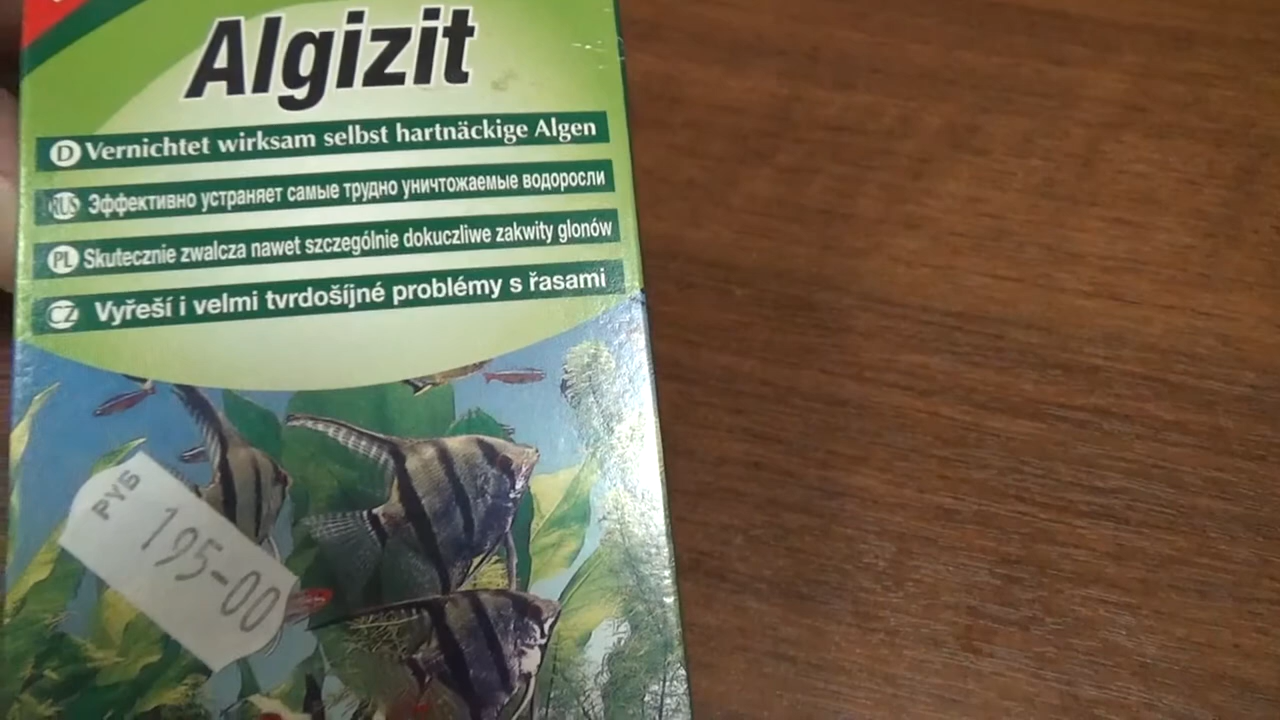 Algizit
D Vernichtet wirksam selbst hartnäckige Algen
RUS Эффективно устраняет самые трудно уничтожаемые водоросли
PL Skutecznie zwalcza nawet szczególnie dokuczliwe zakwity glonów
CZ Vyřeší i velmi tvrdošíjné problémy s řasami
РУБ
195-00